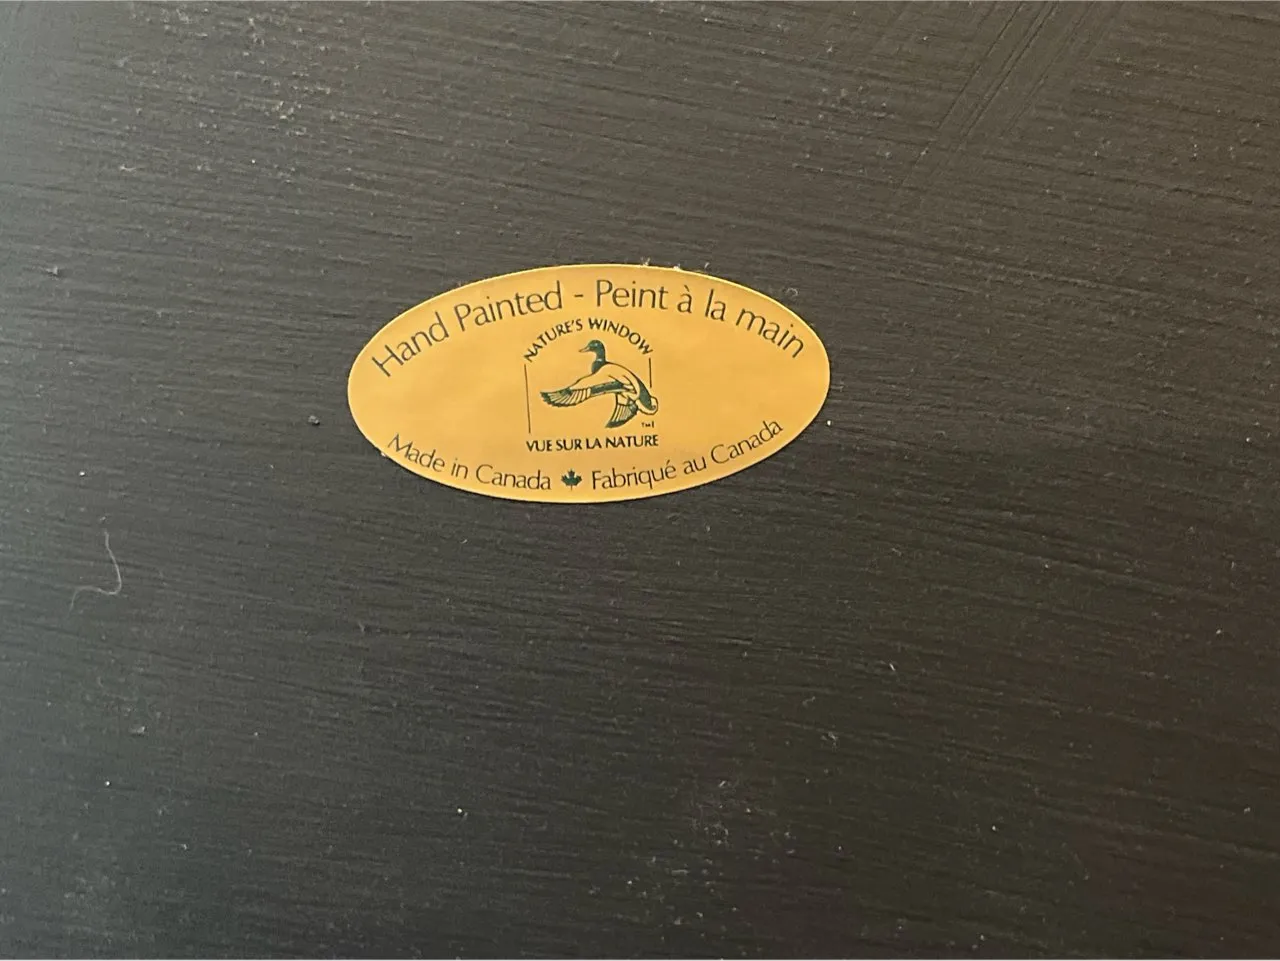 Hand Painted - Peint à la main
NATURE'S WINDOW
TM
VUE SUR LA NATURE
Made in Canada Fabriqué au Canada